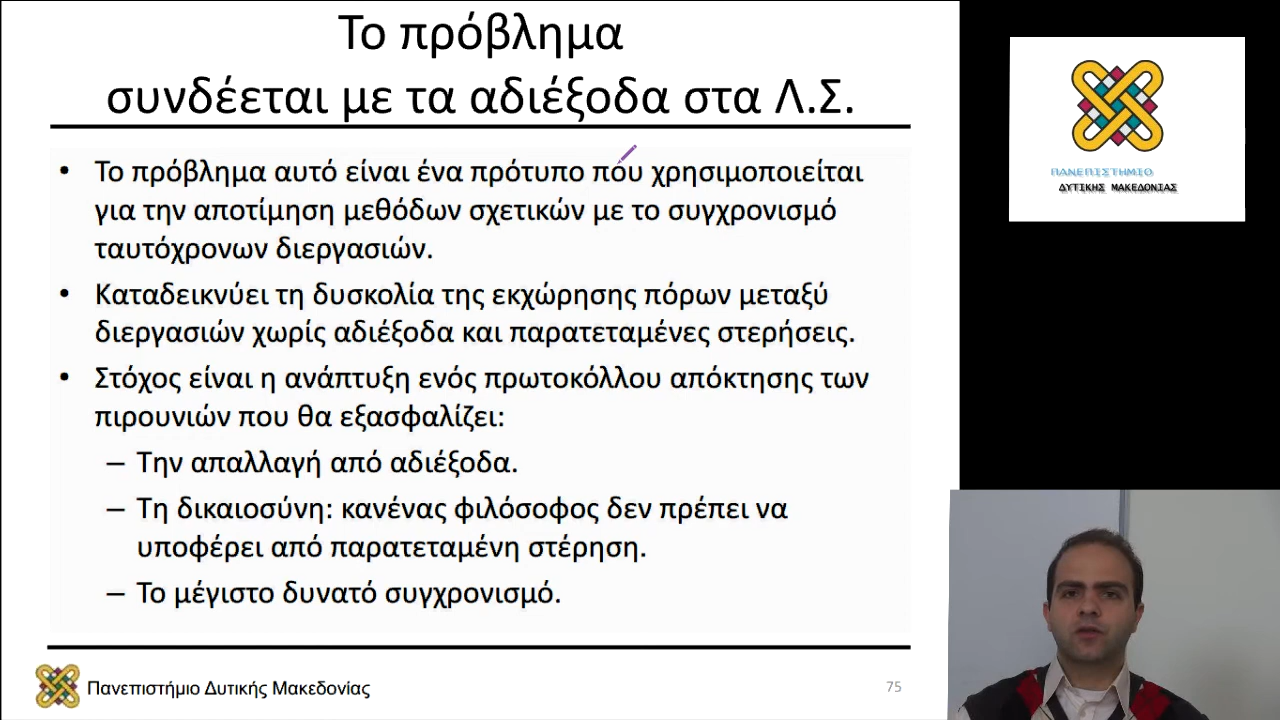 Το πρόβλημα
συνδέεται με τα αδιέξοδα στα Λ.Σ.
• Το πρόβλημα αυτό είναι ένα πρότυπο που χρησιμοποιείται
για την αποτίμηση μεθόδων σχετικών με το συγχρονισμό
ταυτόχρονων διεργασιών.
• Καταδεικνύει τη δυσκολία της εκχώρησης πόρων μεταξύ
διεργασιών χωρίς αδιέξοδα και παρατεταμένες στερήσεις.
• Στόχος είναι η ανάπτυξη ενός πρωτοκόλλου απόκτησης των
πιρουνιών που θα εξασφαλίζει:
– Την απαλλαγή από αδιέξοδα.
– Τη δικαιοσύνη: κανένας φιλόσοφος δεν πρέπει να
υποφέρει από παρατεταμένη στέρηση.
– Το μέγιστο δυνατό συγχρονισμό.
Πανεπιστήμιο Δυτικής Μακεδονίας
75
ΠΑΝΕΠΙΣΤΗΜΙΟ
ΔΥΤΙΚΗΣ ΜΑΚΕΔΟΝΙΑΣ